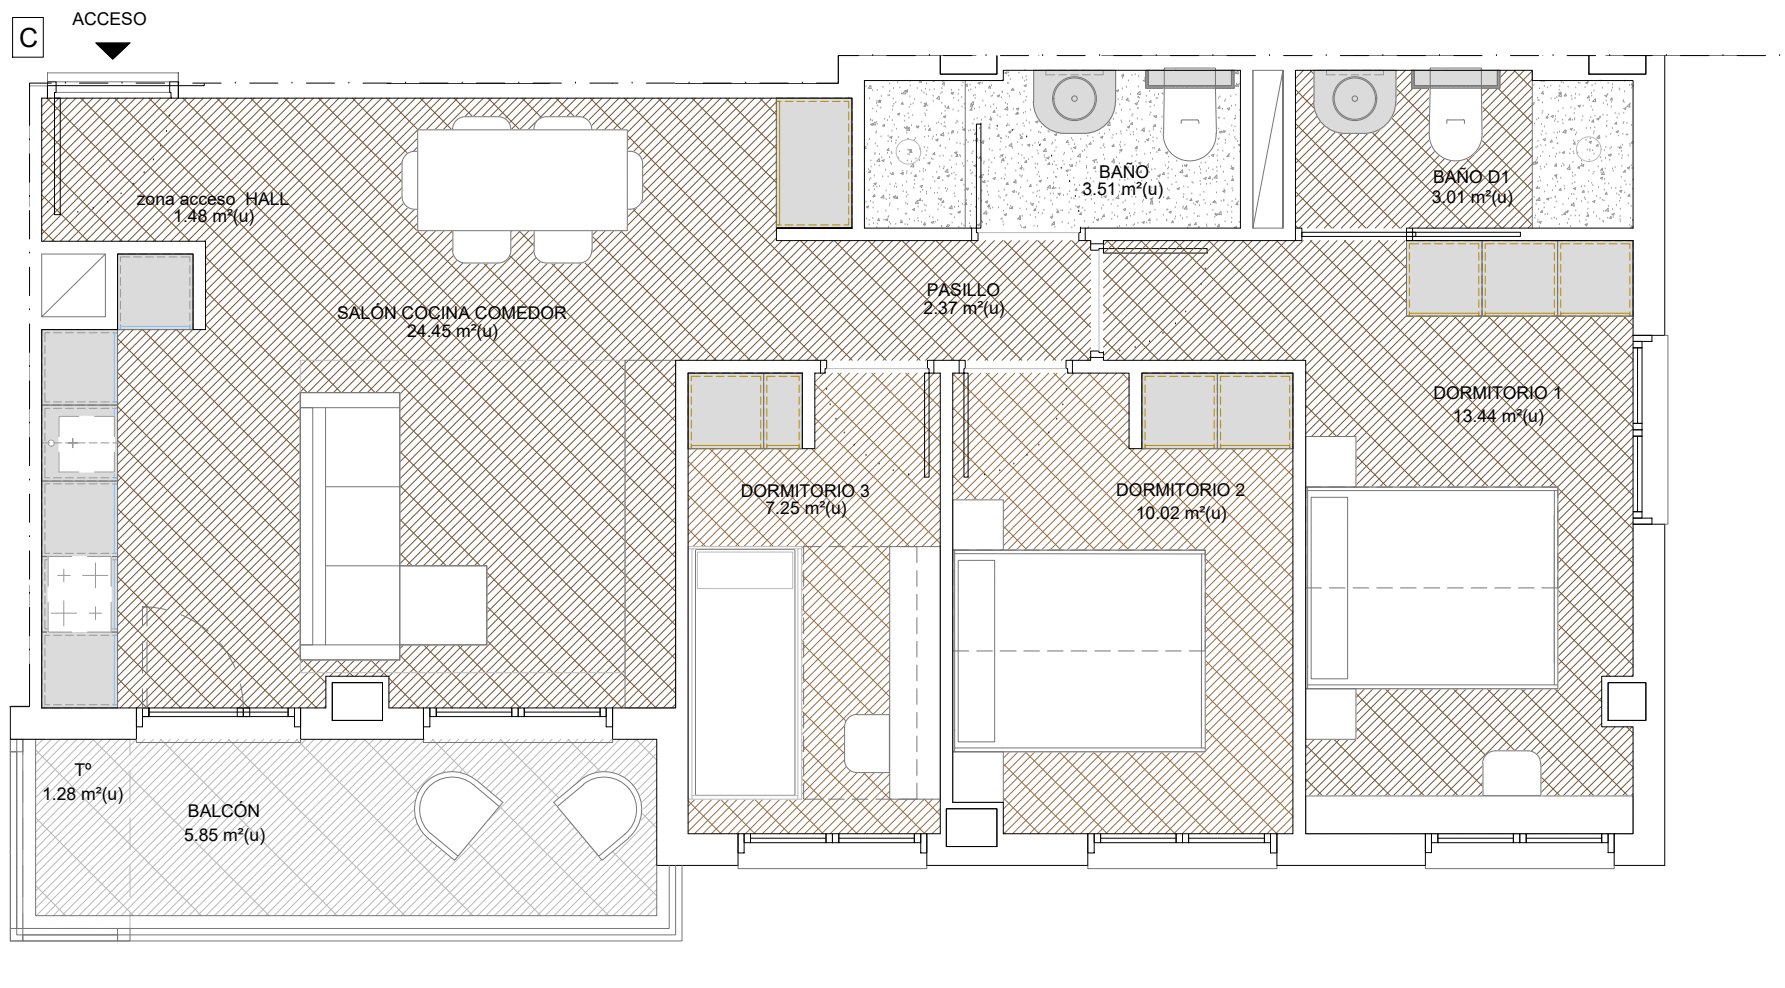 C
ACCESO
zona acceso HALL
1.48 m²(u)
SALÓN COCINA COMEDOR
24.45 m²(u)
PASILLO
2.37 m²(u)
BAÑO
3.51 m²(u)
BAÑO D1
3.01 m²(u)
DORMITORIO 1
13.44 m²(u)
DORMITORIO 3
7.25 m²(u)
DORMITORIO 2
10.02 m²(u)
Tº
1.28 m²(u)
BALCÓN
5.85 m²(u)